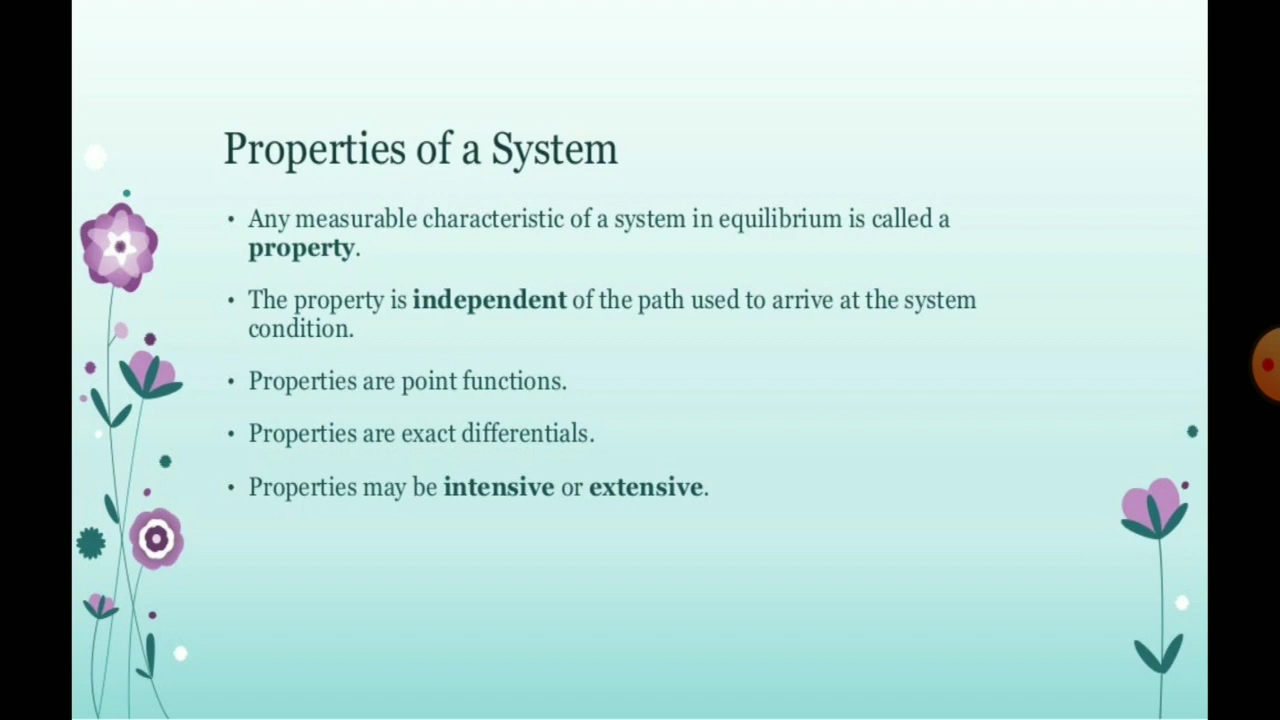 Properties of a System
• Any measurable characteristic of a system in equilibrium is called a
property.
• The property is independent of the path used to arrive at the system
condition.
• Properties are point functions.
• Properties are exact differentials.
• Properties may be intensive or extensive.